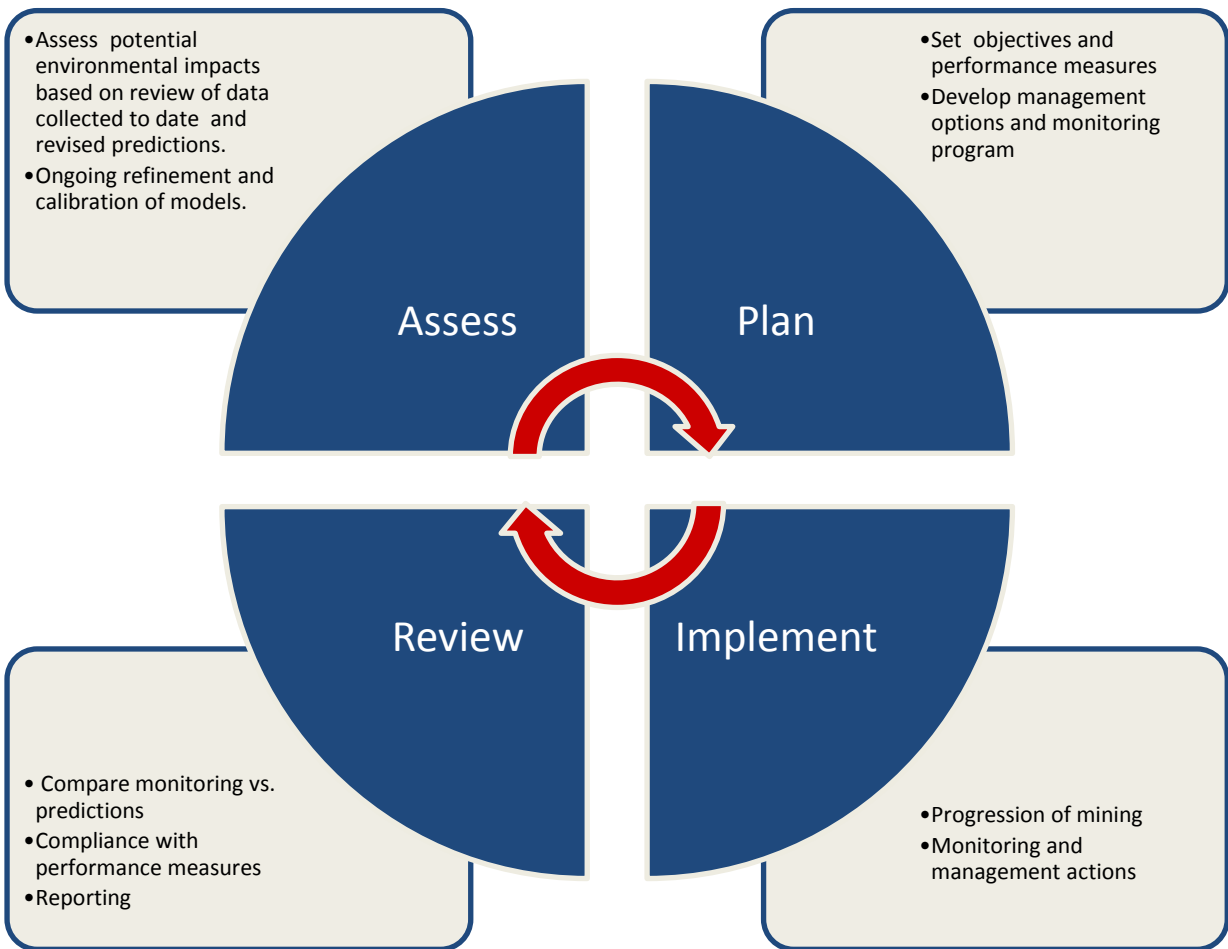 •Assess potential
environmental impacts
based on review of data
collected to date and
revised predictions.
•Ongoing refinement and
calibration of models.
•Set objectives and
performance measures
•Develop management
options and monitoring
program
Assess
Plan
Review
Implement
• Compare monitoring vs.
predictions
•Compliance with
performance measures
•Reporting
•Progression of mining
•Monitoring and
management actions